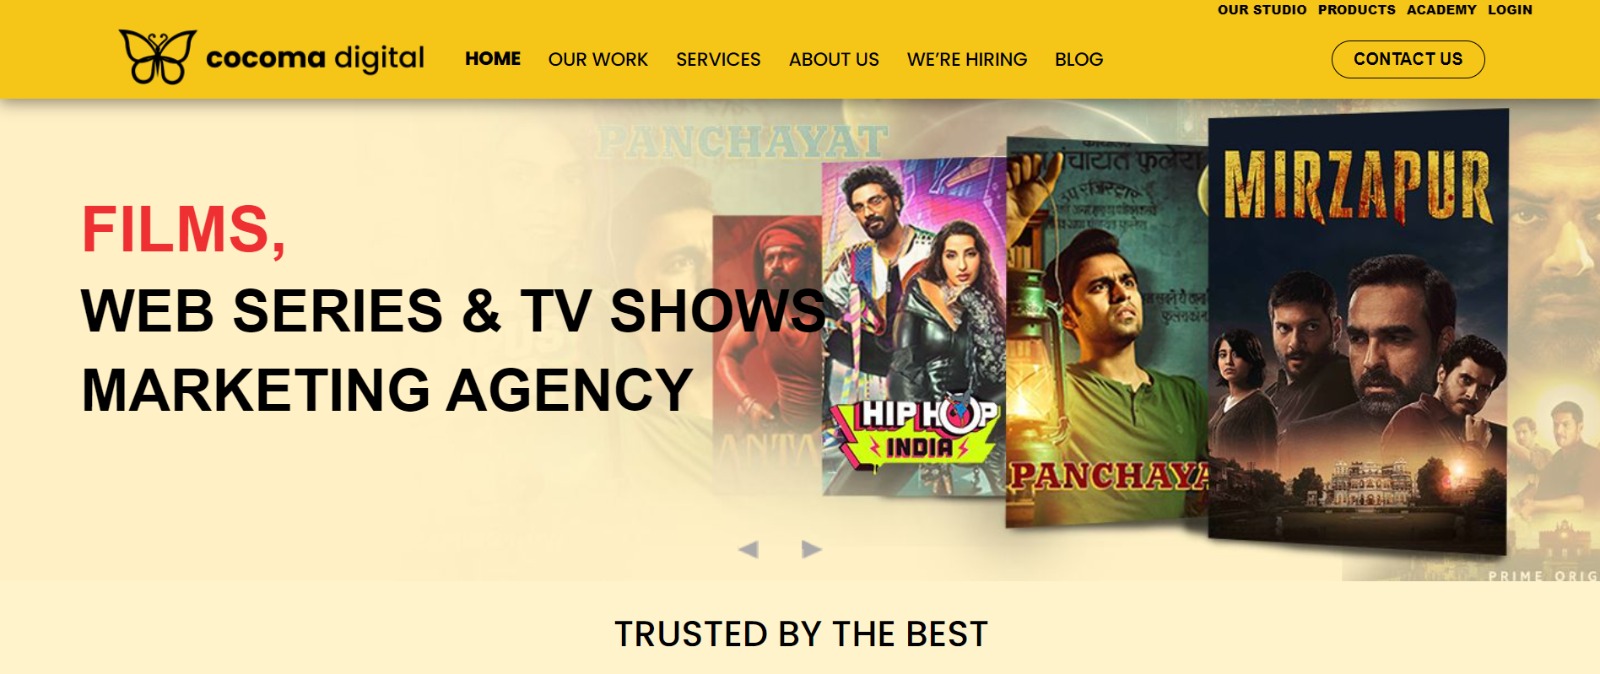 OUR STUDIO PRODUCTS ACADEMY LOGIN
cocoma digital
HOME OUR WORK SERVICES ABOUT US WE'RE HIRING BLOG
CONTACT US
PANCHAYAT
FILMS,
WEB SERIES & TV SHOWS
MARKETING AGENCY
HIP HOP
INDIA
पंचायत फुलेरा
PANCHAYA
MIRZAPUR
PRIME ORIG
TRUSTED BY THE BEST